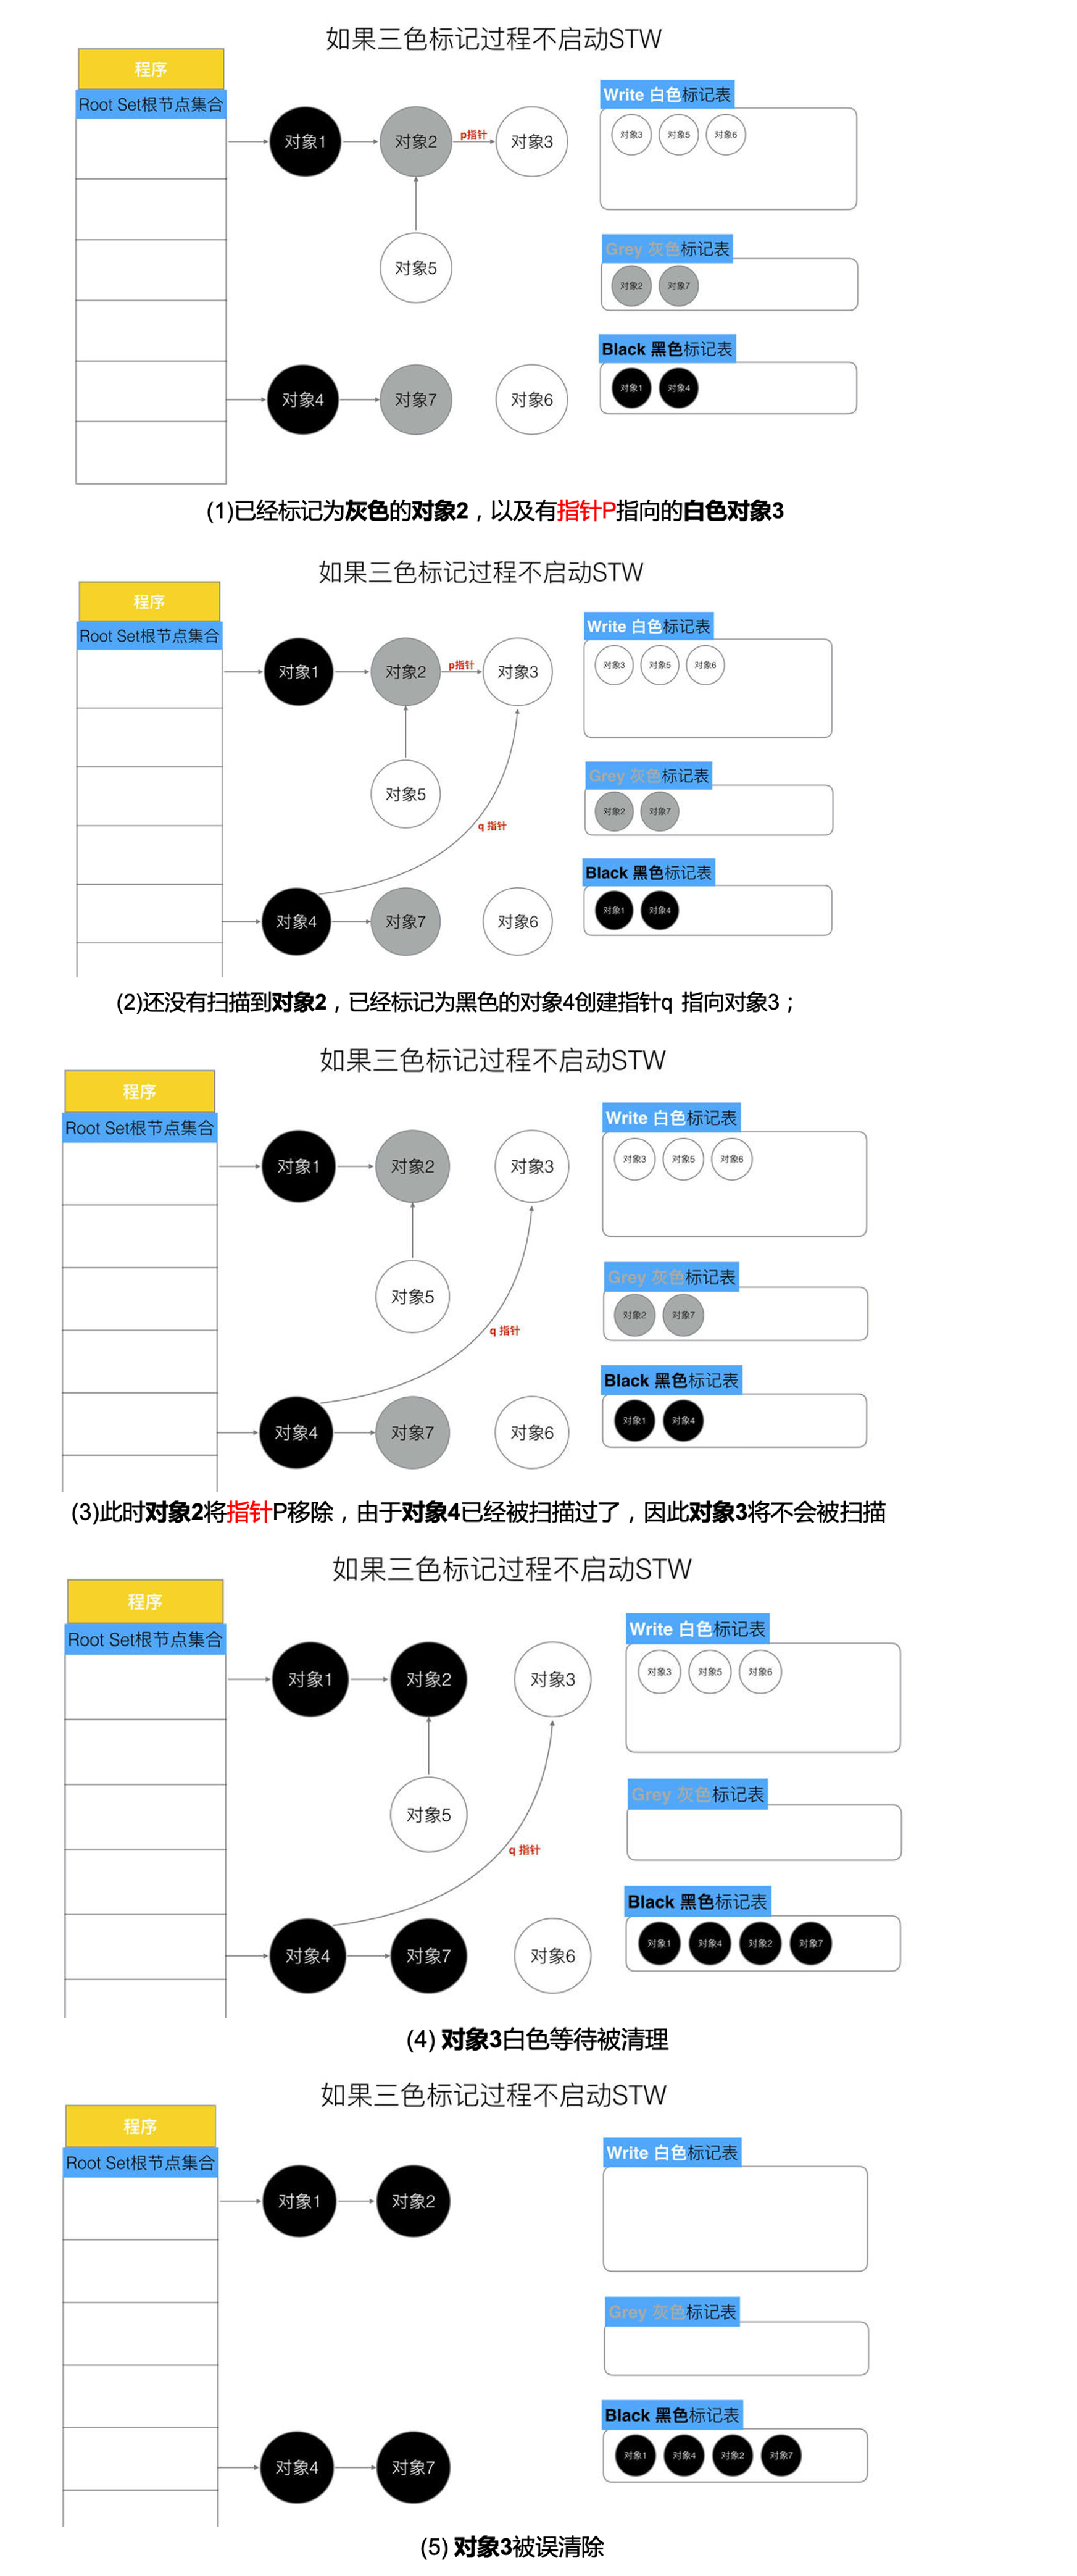 如果三色标记过程不启动STW
程序
Root Set根节点集合
对象1
对象2
p指针
对象3
对象5
对象4
对象7
对象6
Write 白色标记表
对象3 对象5 对象6
Grey 灰色标记表
对象2 对象7
Black 黑色标记表
对象1 对象4
(1)已经标记为灰色的对象2，以及有指针P指向的白色对象3
如果三色标记过程不启动STW
程序
Root Set根节点集合
对象1
对象2
p指针
对象3
对象5
q 指针
对象4
对象7
对象6
Write 白色标记表
对象3 对象5 对象6
Grey 灰色标记表
对象2 对象7
Black 黑色标记表
对象1 对象4
(2)还没有扫描到对象2，已经标记为黑色的对象4创建指针q 指向对象3；
如果三色标记过程不启动STW
程序
Root Set根节点集合
对象1
对象2
对象3
对象5
q 指针
对象4
对象7
对象6
Write 白色标记表
对象3 对象5 对象6
Grey 灰色标记表
对象2 对象7
Black 黑色标记表
对象1 对象4
(3)此时对象2将指针P移除，由于对象4已经被扫描过了，因此对象3将不会被扫描
如果三色标记过程不启动STW
程序
Root Set根节点集合
对象1
对象2
对象3
对象5
q 指针
对象4
对象7
对象6
Write 白色标记表
对象3 对象5 对象6
Grey 灰色标记表
Black 黑色标记表
对象1 对象4 对象2 对象7
(4) 对象3白色等待被清理
如果三色标记过程不启动STW
程序
Root Set根节点集合
对象1
对象2
对象4
对象7
Write 白色标记表
Grey 灰色标记表
Black 黑色标记表
对象1 对象4 对象2 对象7
(5) 对象3被误清除